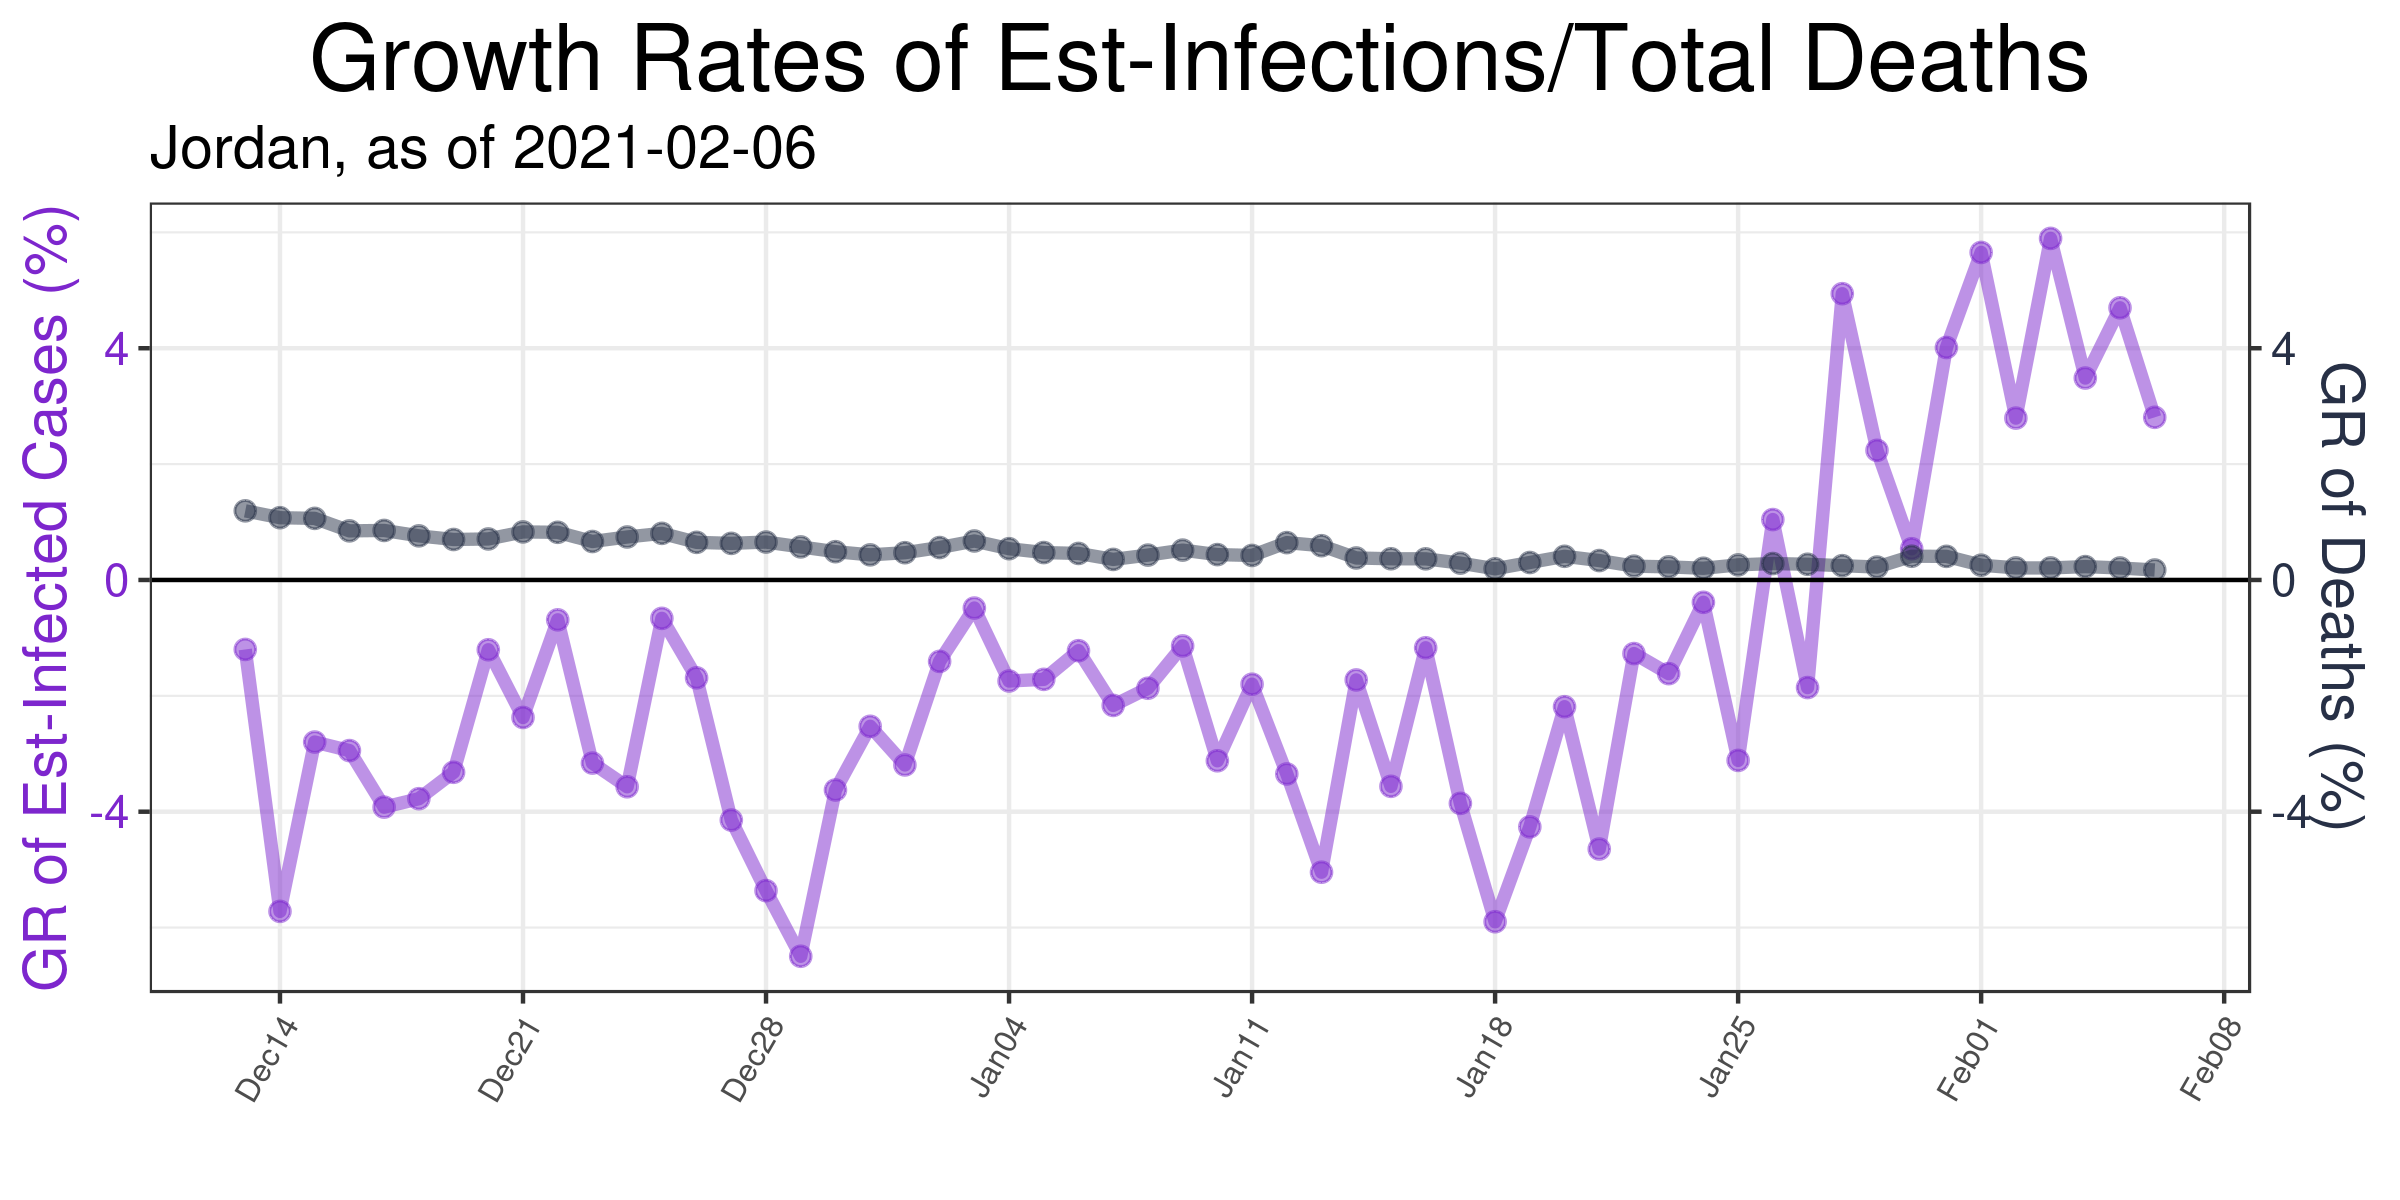 Growth Rates of Est-Infections/Total Deaths
Jordan, as of 2021-02-06
GR of Est-Infected Cases (%)
4
0
-4
4
0
-4
GR of Deaths (%)
Dec14
Dec21
Dec28
Jan04
Jan11
Jan18
Jan25
Feb01
Feb08